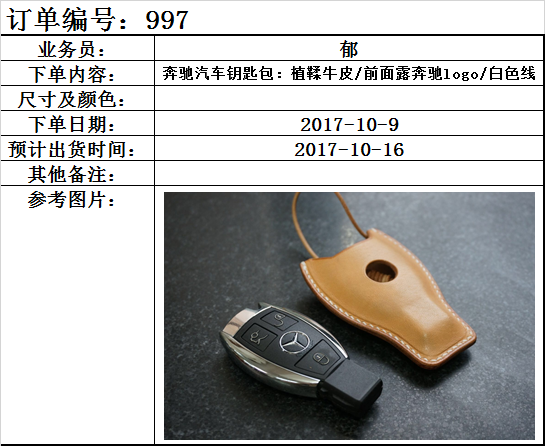 订单编号：997
业务员： 郁
下单内容： 奔驰汽车钥匙包：植鞣牛皮/前面露奔驰logo/白色线
尺寸及颜色：
下单日期： 2017-10-9
预计出货时间： 2017-10-16
其他备注：
参考图片：